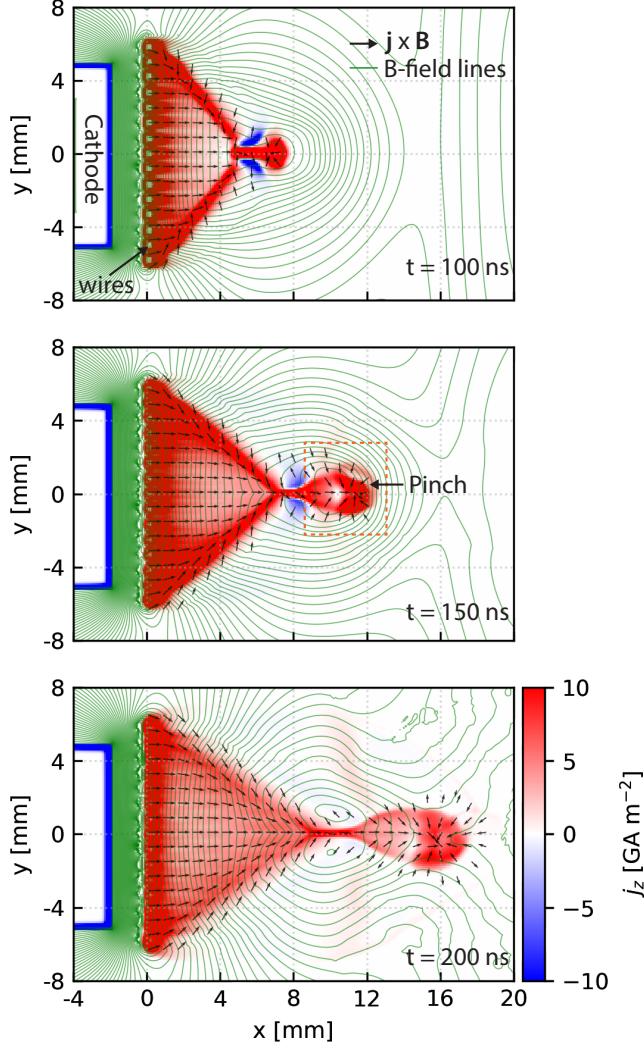 8
4
0
-4
-8
y [mm]
Cathode
wires
j x B
B-field lines
t = 100 ns
8
4
0
-4
-8
y [mm]
Pinch
t = 150 ns
8
4
0
-4
-8
y [mm]
t = 200 ns
-4 0 4 8 12 16 20
x [mm]
10
5
0
−5
−10
j_z [GA m⁻²]